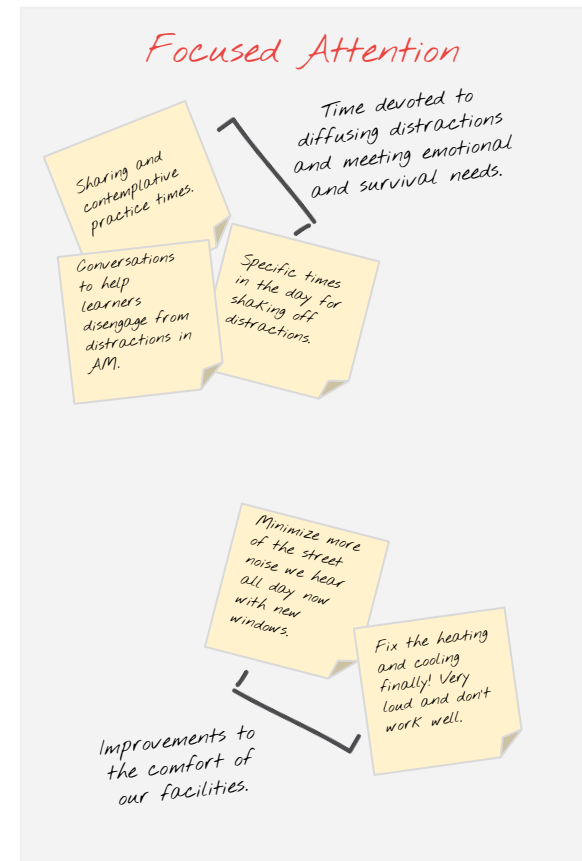 Focused Attention
Time devoted to
diffusing distractions
and meeting emotional
and survival needs.
Sharing and
contemplative
practice times.
Conversations
to help
learners
disengage from
distractions in
AM.
Specific times
in the day for
shaking off
distractions.
Minimize more
of the street
noise we hear
all day now
with new
windows.
Fix the heating
and cooling
finally! Very
loud and don't
work well.
Improvements to
the comfort of
our facilities.